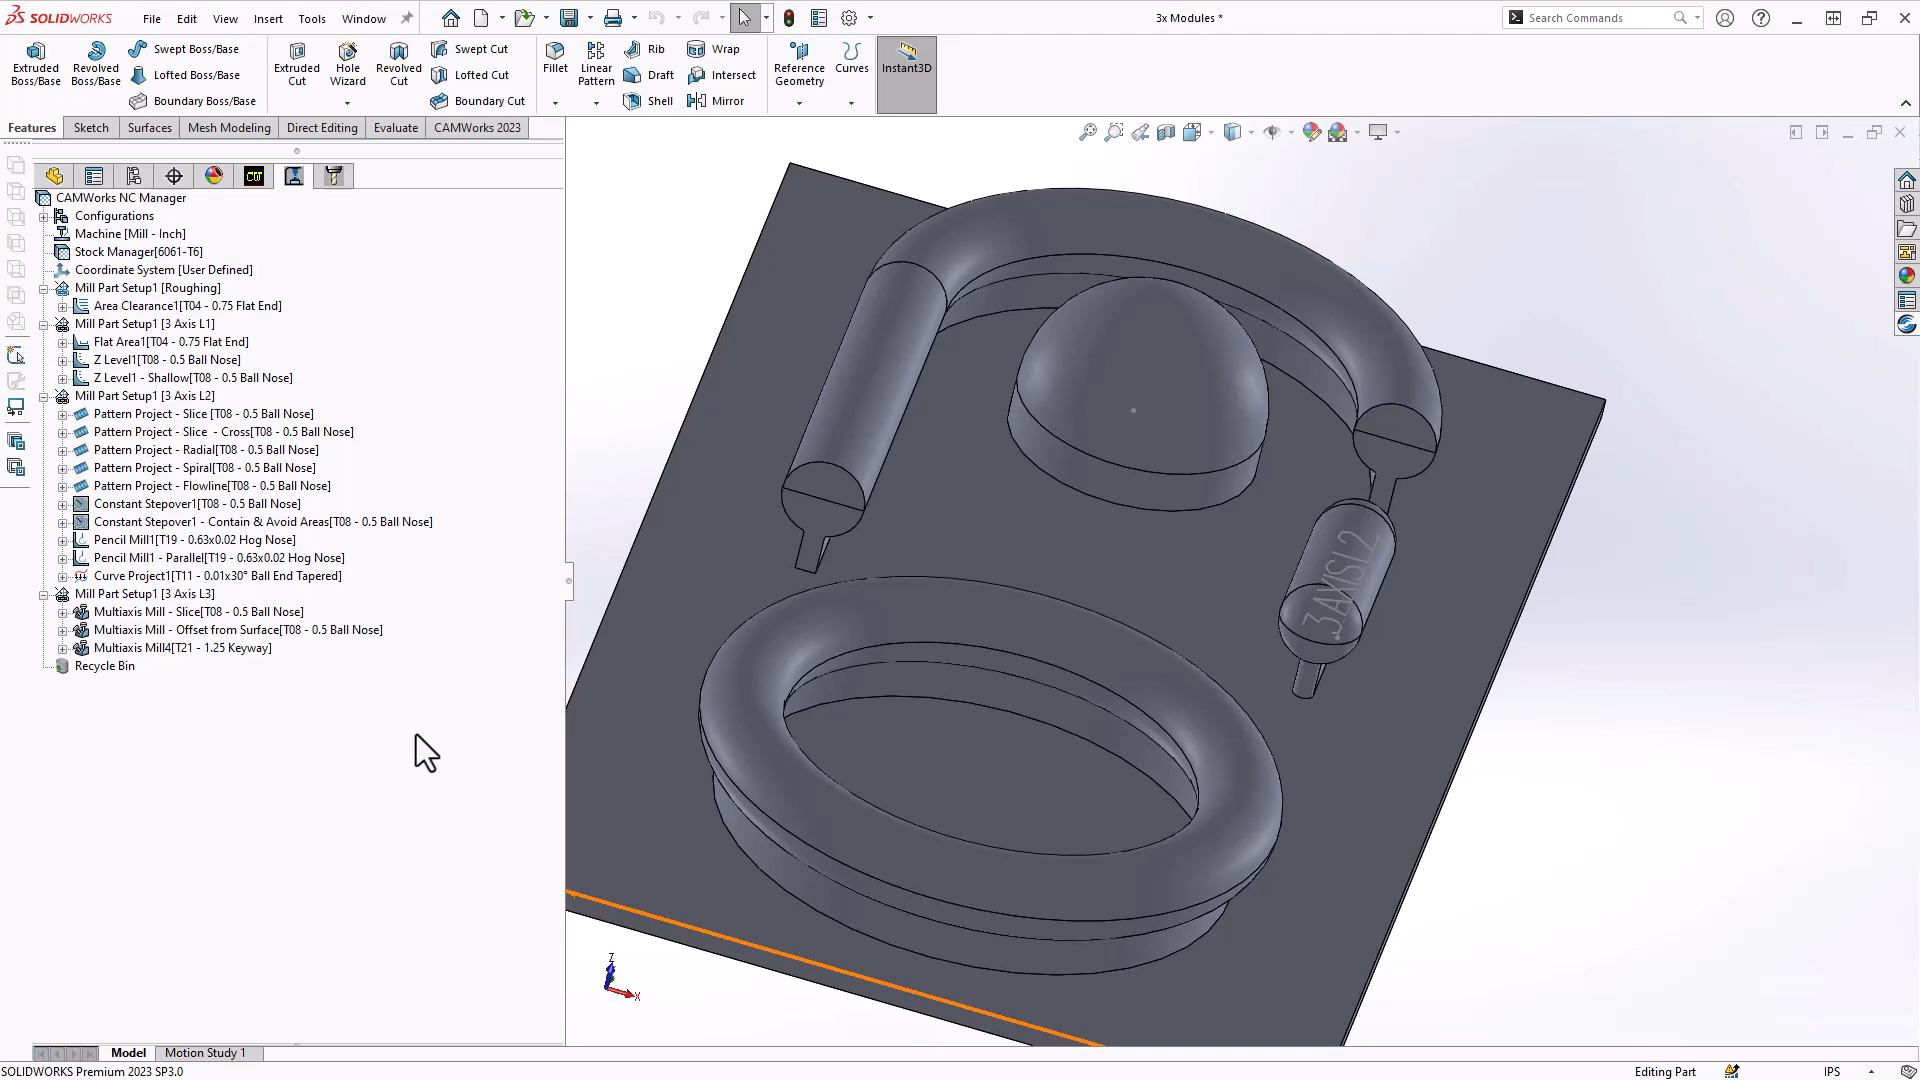 SOLIDWORKS
File Edit View Insert Tools Window
3x Modules *
Search Commands
Extruded Boss/Base
Revolved Boss/Base
Swept Boss/Base
Lofted Boss/Base
Boundary Boss/Base
Extruded Cut
Hole Wizard
Revolved Cut
Swept Cut
Lofted Cut
Boundary Cut
Fillet
Linear Pattern
Rib
Draft
Shell
Wrap
Intersect
Mirror
Reference Geometry
Curves
Instant3D
Features Sketch Surfaces Mesh Modeling Direct Editing Evaluate CAMWorks 2023
CW
CAMWorks NC Manager
Configurations
Machine [Mill - Inch]
Stock Manager[6061-T6]
Coordinate System [User Defined]
Mill Part Setup1 [Roughing]
Area Clearance1[T04 - 0.75 Flat End]
Mill Part Setup1 [3 Axis L1]
Flat Area1[T04 - 0.75 Flat End]
Z Level1[T08 - 0.5 Ball Nose]
Z Level1 - Shallow[T08 - 0.5 Ball Nose]
Mill Part Setup1 [3 Axis L2]
Pattern Project - Slice [T08 - 0.5 Ball Nose]
Pattern Project - Slice  - Cross[T08 - 0.5 Ball Nose]
Pattern Project - Radial[T08 - 0.5 Ball Nose]
Pattern Project - Spiral[T08 - 0.5 Ball Nose]
Pattern Project - Flowline[T08 - 0.5 Ball Nose]
Constant Stepover1[T08 - 0.5 Ball Nose]
Constant Stepover1 - Contain & Avoid Areas[T08 - 0.5 Ball Nose]
Pencil Mill1[T19 - 0.63x0.02 Hog Nose]
Pencil Mill1 - Parallel[T19 - 0.63x0.02 Hog Nose]
Curve Project1[T11 - 0.01x30° Ball End Tapered]
Mill Part Setup1 [3 Axis L3]
Multiaxis Mill - Slice[T08 - 0.5 Ball Nose]
Multiaxis Mill - Offset from Surface[T08 - 0.5 Ball Nose]
Multiaxis Mill4[T21 - 1.25 Keyway]
Recycle Bin
3 AXIS L2
Z
X
Model Motion Study 1
SOLIDWORKS Premium 2023 SP3.0
Editing Part
IPS